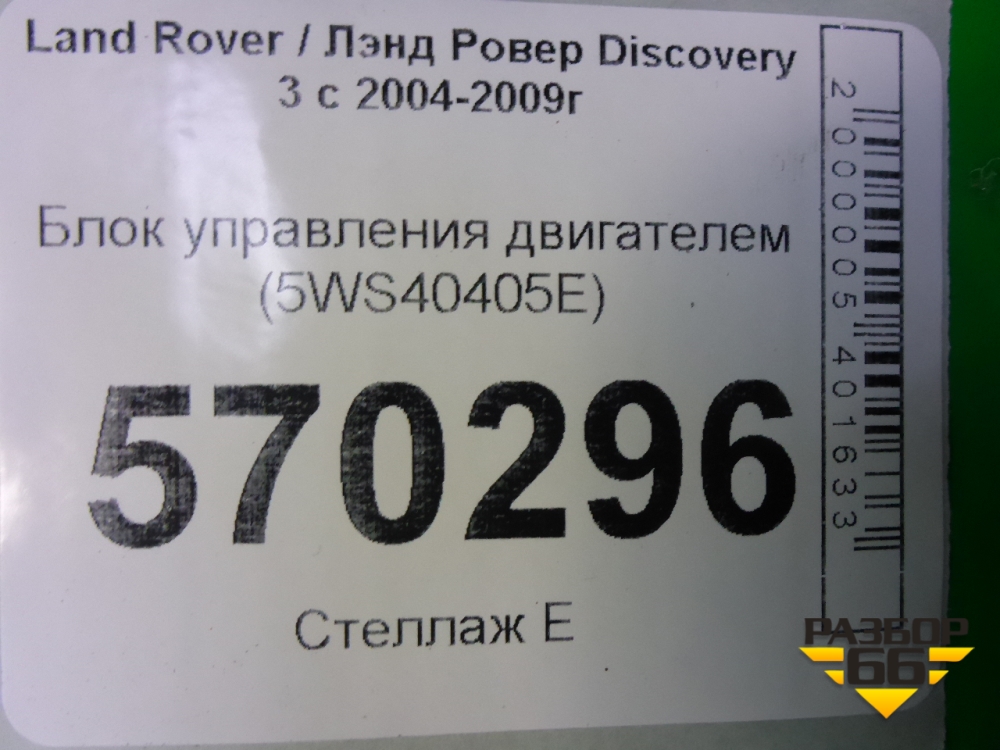 Land Rover / Лэнд Ровер Discovery
3 с 2004-2009г
Блок управления двигателем
(5WS40405E)
570296
Стеллаж E
2000005401633
РАЗБОР
66